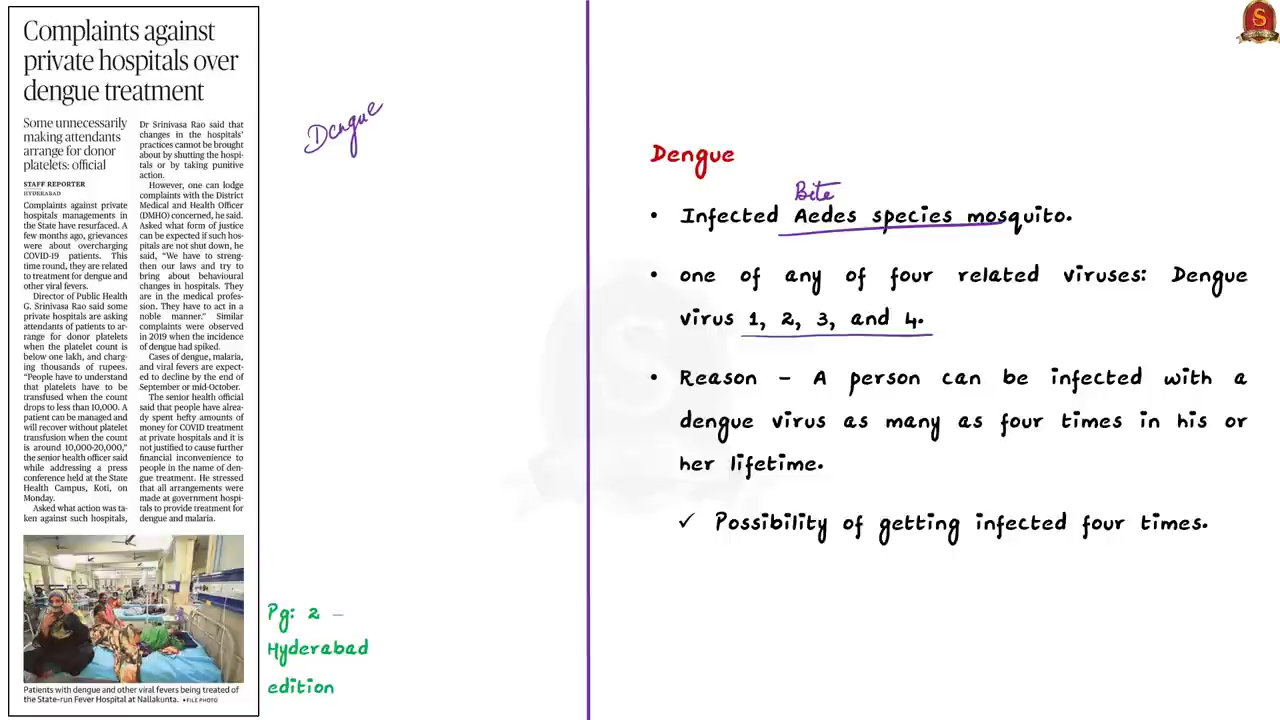 Complaints against
private hospitals over
dengue treatment
Some unnecessarily
making attendants
arrange for donor
platelets: official
STAFF REPORTER
HYDERABAD
Complaints against private
hospitals managements in
the State have resurfaced. A
few months ago, grievances
were about overcharging
COVID-19 patients. This
time round, they are related
to treatment for dengue and
other viral fevers.
Director of Public Health
G. Srinivasa Rao said some
private hospitals are asking
attendants of patients to ar-
range for donor platelets
when the platelet count is
below one lakh, and charg-
ing thousands of rupees.
“People have to understand
that platelets have to be
transfused when the count
drops to less than 10,000. A
patient can be managed and
will recover without platelet
transfusion when the count
is around 10,000-20,000,”
the senior health officer said
while addressing a press
conference held at the State
Health Campus, Koti, on
Monday.
Asked what action was ta-
ken against such hospitals,
Dr Srinivasa Rao said that
changes in the hospitals’
practices cannot be brought
about by shutting the hospi-
tals or by taking punitive
action.
However, one can lodge
complaints with the District
Medical and Health Officer
(DMHO) concerned, he said.
Asked what form of justice
can be expected if such hos-
pitals are not shut down, he
said, “We have to streng-
then our laws and try to
bring about behavioural
changes in hospitals. They
are in the medical profes-
sion. They have to act in a
noble manner.” Similar
complaints were observed
in 2019 when the incidence
of dengue had spiked.
Cases of dengue, malaria,
and viral fevers are expect-
ed to decline by the end of
September or mid-October.
The senior health official
said that people have alrea-
dy spent hefty amounts of
money for COVID treatment
at private hospitals and it is
not justified to cause further
financial inconvenience to
people in the name of den-
gue treatment. He stressed
that all arrangements were
made at government hospi-
tals to provide treatment for
dengue and malaria.
Patients with dengue and other viral fevers being treated of
the State-run Fever Hospital at Nallakunta. •FILE PHOTO
Dengue
Pg: 2 –
Hyderabad
edition
Dengue
Bite
• Infected Aedes species mosquito.
• one of any of four related viruses: Dengue
virus 1, 2, 3, and 4.
• Reason – A person can be infected with a
dengue virus as many as four times in his or
her lifetime.
✓ Possibility of getting infected four times.
S